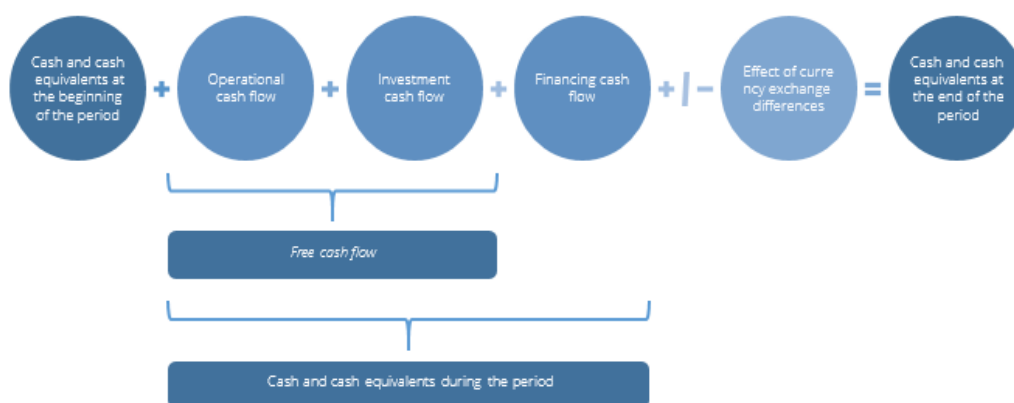 Cash and cash
equivalents at
the beginning
of the period
+
Operational
cash flow
+
Investment
cash flow
+
Financing cash
flow
+ / −
Effect of curre
ncy exchange
differences
=
Cash and cash
equivalents at
the end of the
period
Free cash flow
Cash and cash equivalents during the period